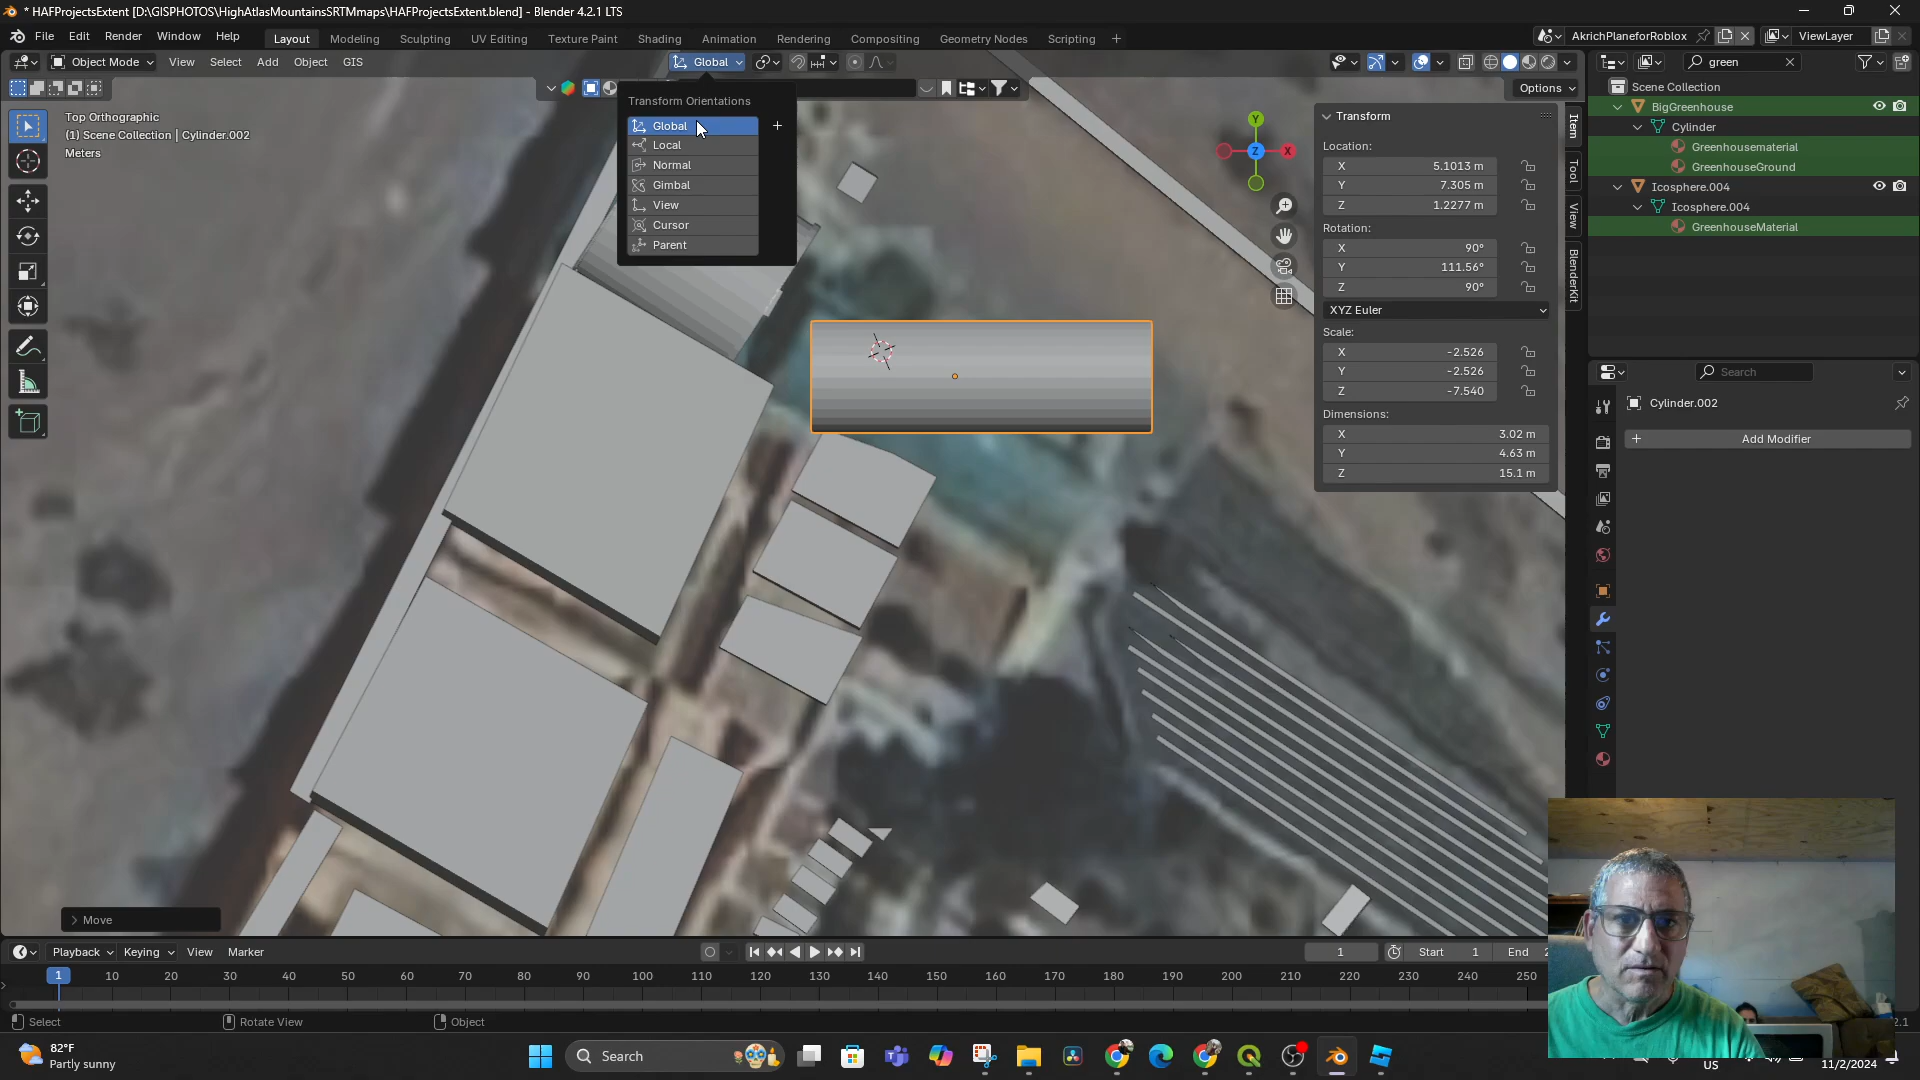 * HAFProjectsExtent [D:\GISPHOTOS\HighAtlasMountainsSRTMmaps\HAFProjectsExtent.blend] - Blender 4.2.1 LTS
File Edit Render Window Help Layout Modeling Sculpting UV Editing Texture Paint Shading Animation Rendering Compositing Geometry Nodes Scripting + AkrichPlaneforRoblox ViewLayer
Object Mode View Select Add Object GIS Global green
Options
Top Orthographic
(1) Scene Collection | Cylinder.002
Meters
Transform Orientations
Global +
Local
Normal
Gimbal
View
Cursor
Parent
Y
Z
X
Transform
Location:
X 5.1013 m
Y 7.305 m
Z 1.2277 m
Rotation:
X 90°
Y 111.56°
Z 90°
XYZ Euler
Scale:
X -2.526
Y -2.526
Z -7.540
Dimensions:
X 3.02 m
Y 4.63 m
Z 15.1 m
Item
Tool
View
BlenderKit
Scene Collection
BigGreenhouse
Cylinder
Greenhousematerial
GreenhouseGround
Icosphere.004
Icosphere.004
GreenhouseMaterial
Search
Cylinder.002
+ Add Modifier
> Move
Playback Keying View Marker 1 Start 1 End 2
1 10 20 30 40 50 60 70 80 90 100 110 120 130 140 150 160 170 180 190 200 210 220 230 240 250
Select Rotate View Object 2.1
82°F
Partly sunny
Search
US
11/2/2024